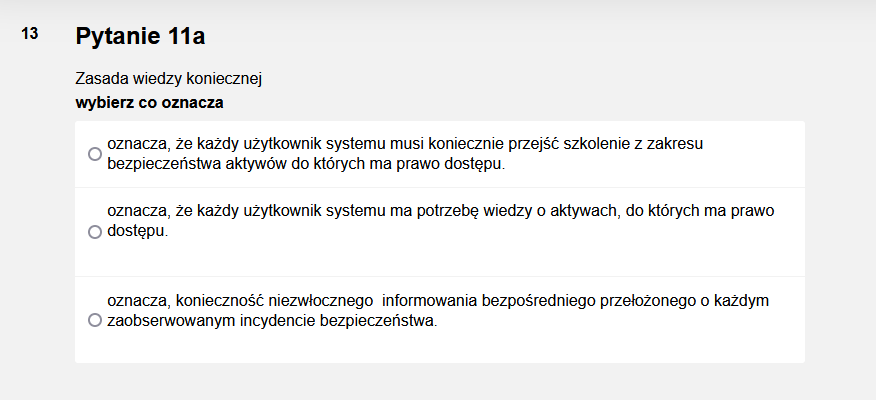 13
Pytanie 11a
Zasada wiedzy koniecznej
wybierz co oznacza
oznacza, że każdy użytkownik systemu musi koniecznie przejść szkolenie z zakresu
bezpieczeństwa aktywów do których ma prawo dostępu.
oznacza, że każdy użytkownik systemu ma potrzebę wiedzy o aktywach, do których ma prawo
dostępu.
oznacza, konieczność niezwłocznego  informowania bezpośredniego przełożonego o każdym
zaobserwowanym incydencie bezpieczeństwa.